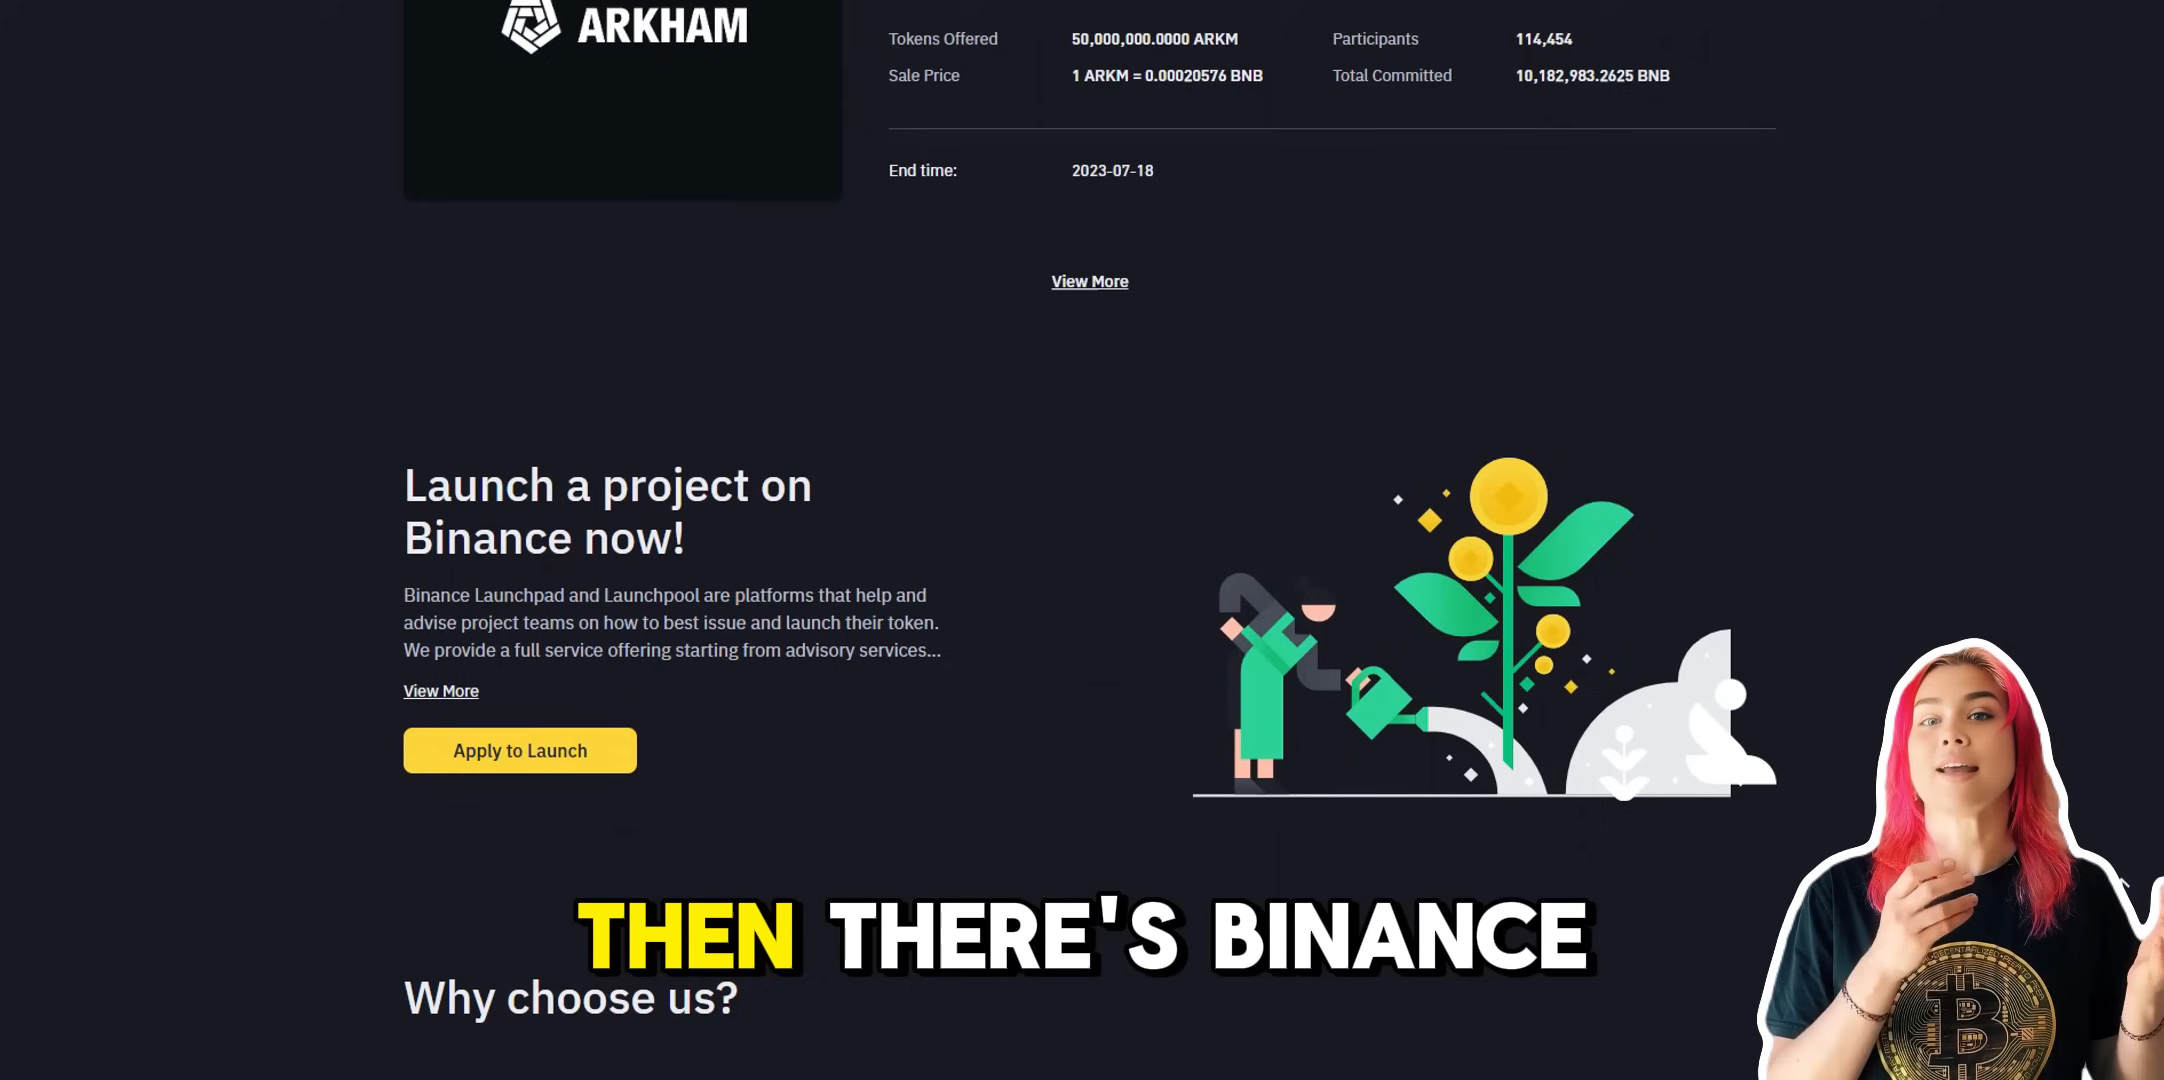 ARKHAM
Tokens Offered 50,000,000.0000 ARKM Participants 114,454
Sale Price 1 ARKM = 0.00020576 BNB Total Committed 10,182,983.2625 BNB
End time: 2023-07-18
View More
Launch a project on
Binance now!
Binance Launchpad and Launchpool are platforms that help and
advise project teams on how to best issue and launch their token.
We provide a full service offering starting from advisory services...
View More
Apply to Launch
THEN THERE'S BINANCE
Why choose us?